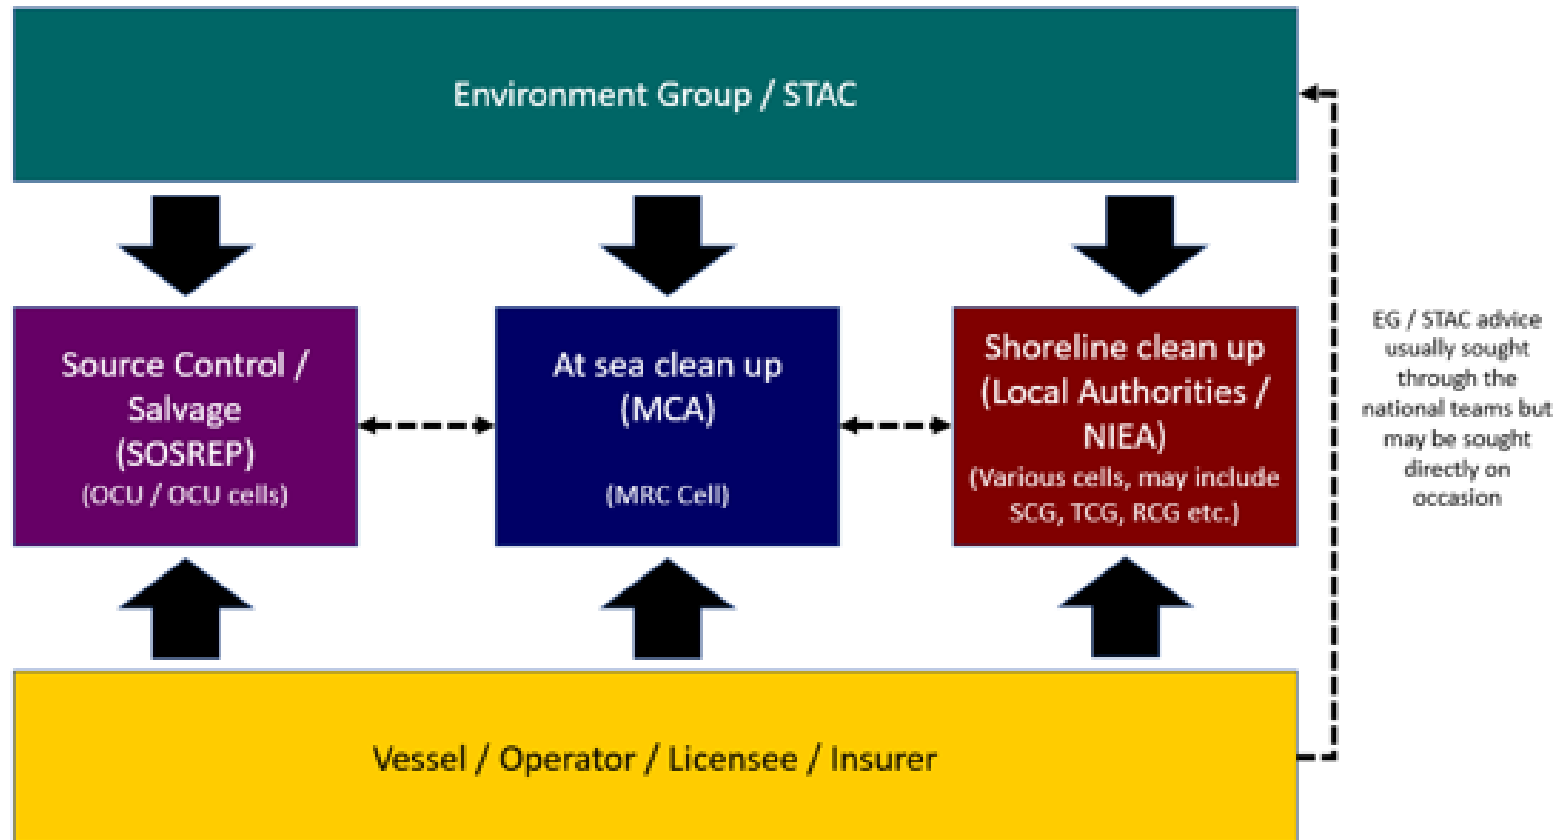 Environment Group / STAC
Source Control /
Salvage
(SOSREP)
(OCU / OCU cells)
At sea clean up
(MCA)
(MRC Cell)
Shoreline clean up
(Local Authorities /
NIEA)
(Various cells, may include
SCG, TCG, RCG etc.)
EG / STAC advice
usually sought
through the
national teams but
may be sought
directly on
occasion
Vessel / Operator / Licensee / Insurer